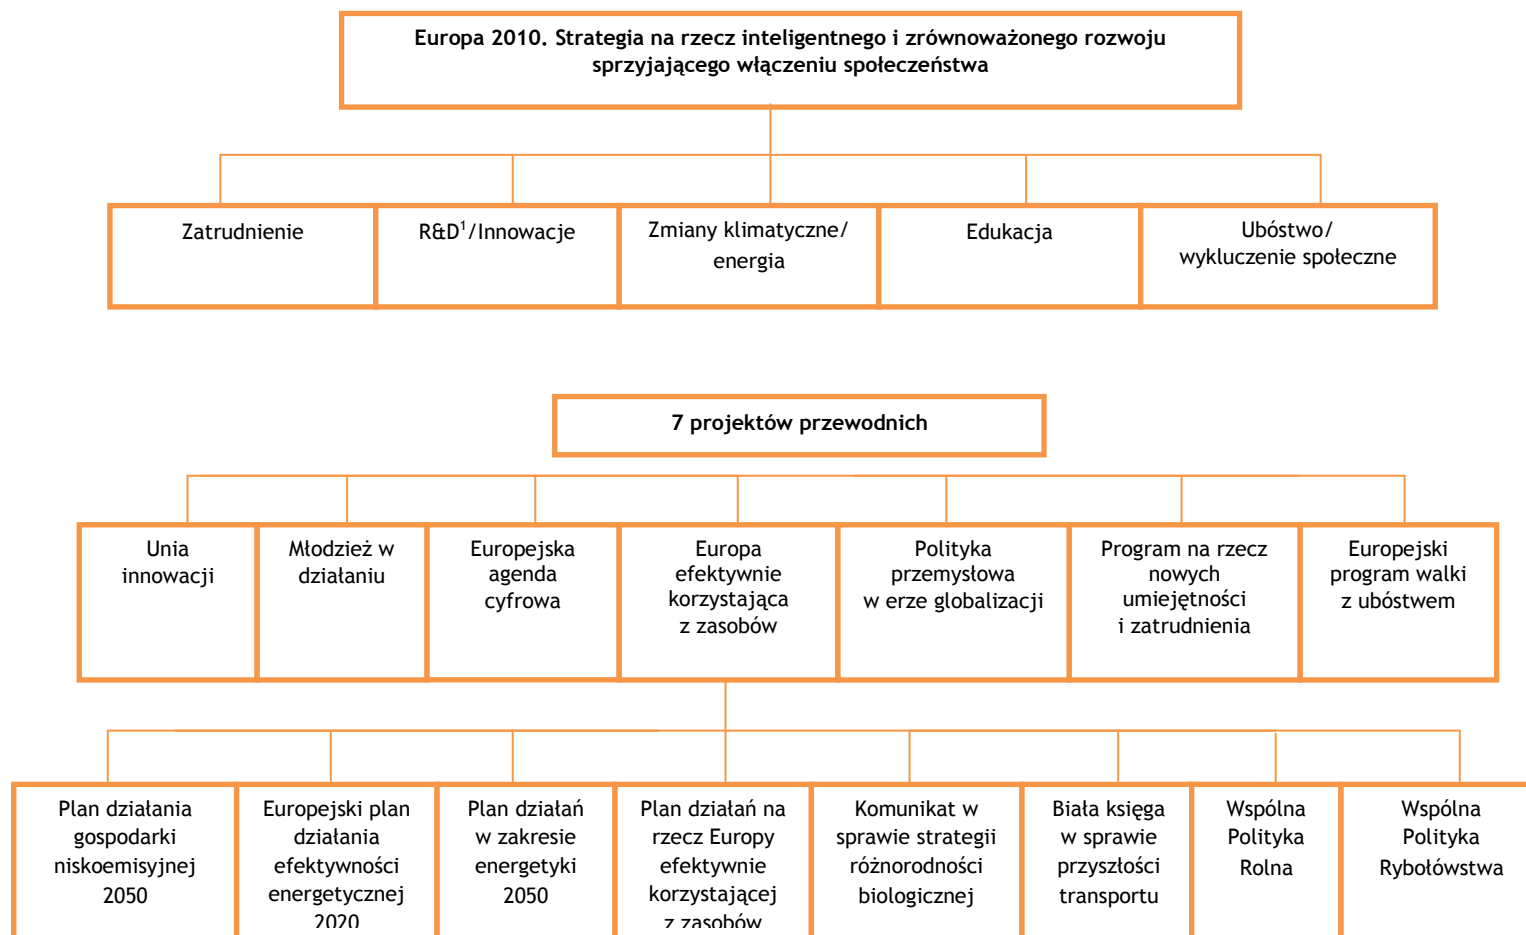 Europa 2010. Strategia na rzecz inteligentnego i zrównoważonego rozwoju
sprzyjającego włączeniu społeczeństwa
Zatrudnienie
R&D¹/Innowacje
Zmiany klimatyczne/
energia
Edukacja
Ubóstwo/
wykluczenie społeczne
7 projektów przewodnich
Unia
innowacji
Młodzież w
działaniu
Europejska
agenda
cyfrowa
Europa
efektywnie
korzystająca
z zasobów
Polityka
przemysłowa
w erze globalizacji
Program na rzecz
nowych
umiejętności
i zatrudnienia
Europejski
program walki
z ubóstwem
Plan działania
gospodarki
niskoemisyjnej
2050
Europejski plan
działania
efektywności
energetycznej
2020
Plan działań
w zakresie
energetyki
2050
Plan działań na
rzecz Europy
efektywnie
korzystającej
z zasobów
Komunikat w
sprawie strategii
różnorodności
biologicznej
Biała księga
w sprawie
przyszłości
transportu
Wspólna
Polityka
Rolna
Wspólna
Polityka
Rybołówstwa